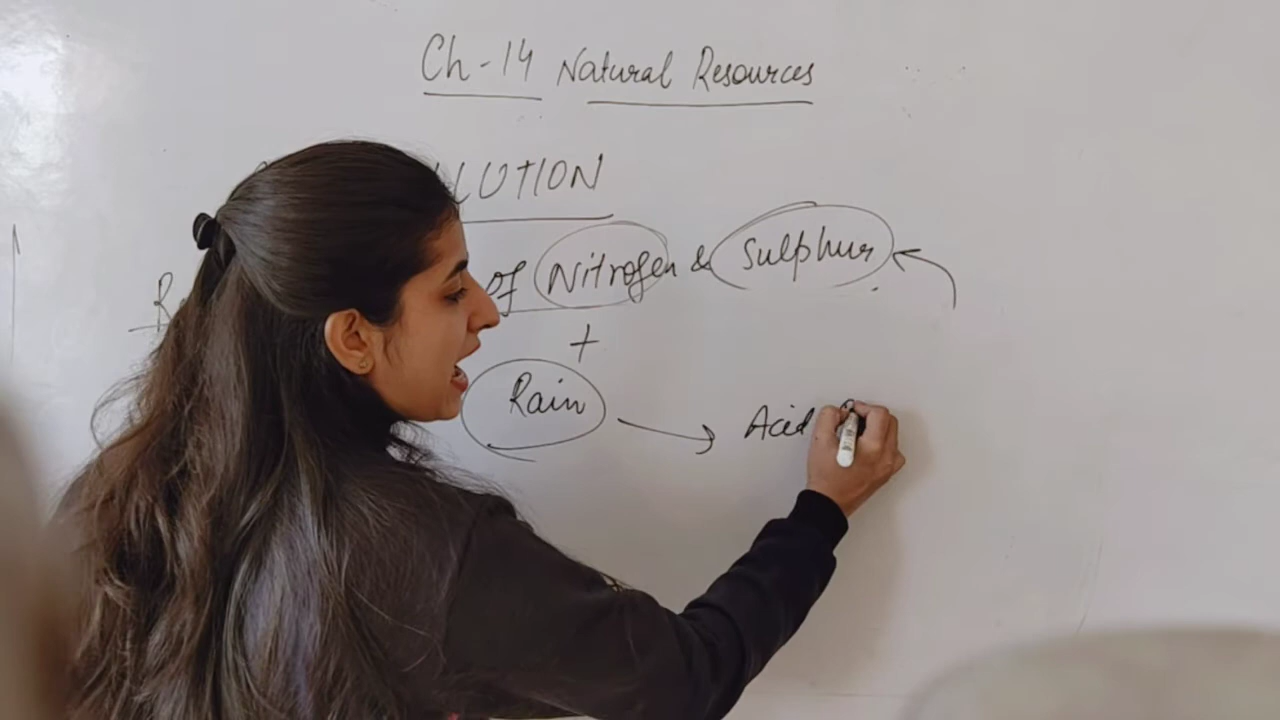 Ch-14 Natural Resources
LUTION
of Nitrogen & Sulphur
+
Rain → Acid